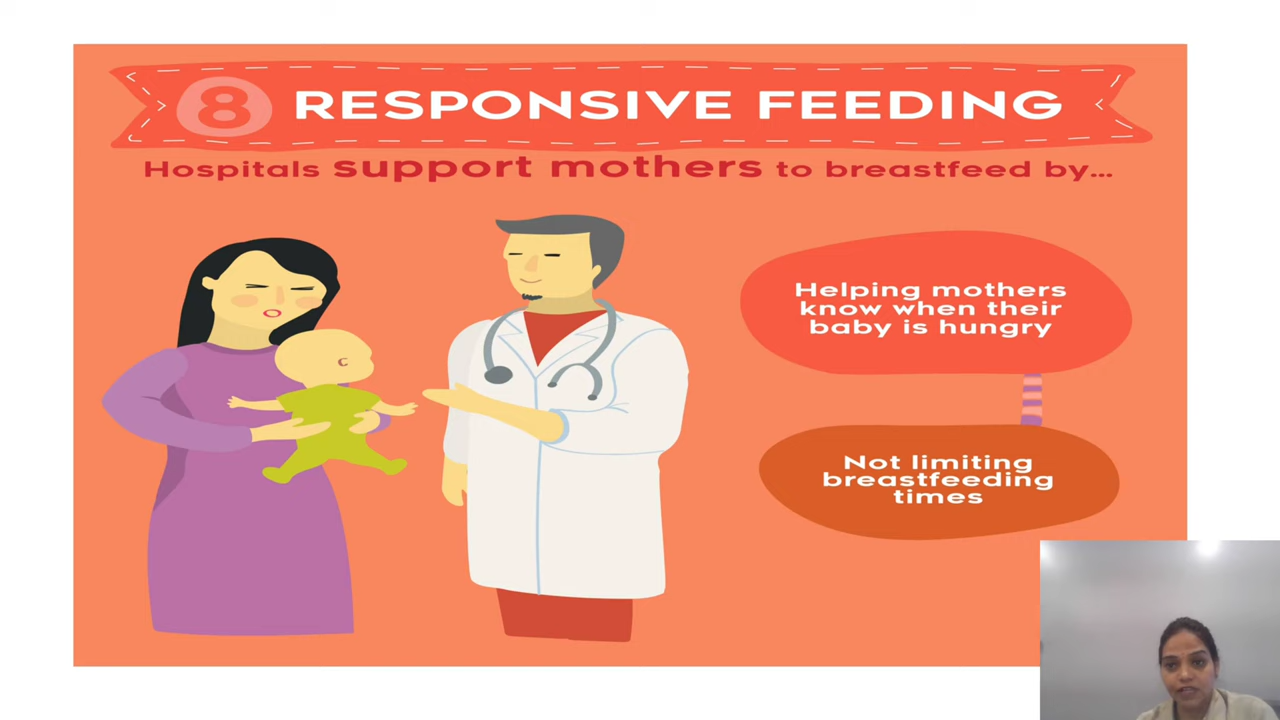 8 RESPONSIVE FEEDING
Hospitals support mothers to breastfeed by...
Helping mothers
know when their
baby is hungry
Not limiting
breastfeeding
times